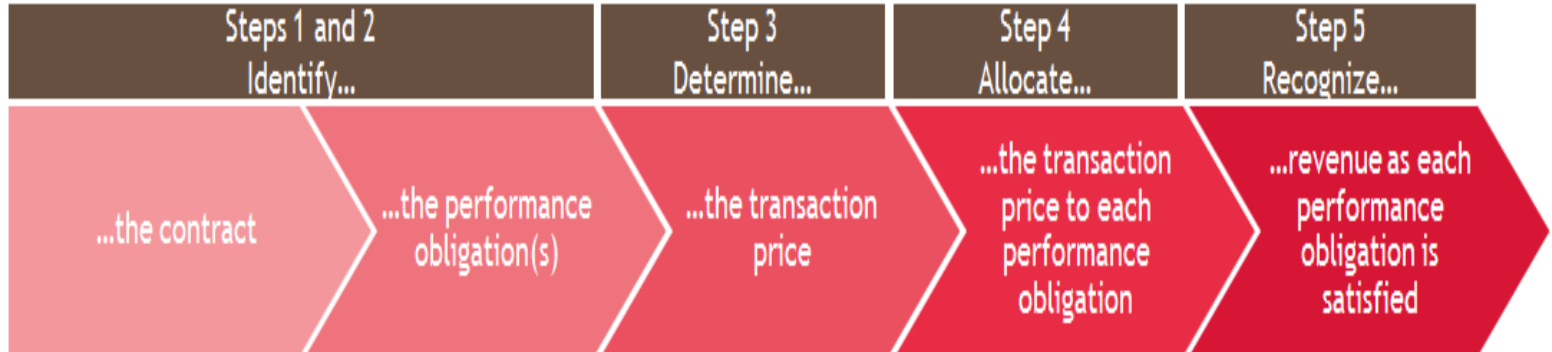 Steps 1 and 2
Identify...
Step 3
Determine...
Step 4
Allocate...
Step 5
Recognize...
...the contract
...the performance
obligation(s)
...the transaction
price
...the transaction
price to each
performance
obligation
...revenue as each
performance
obligation is
satisfied